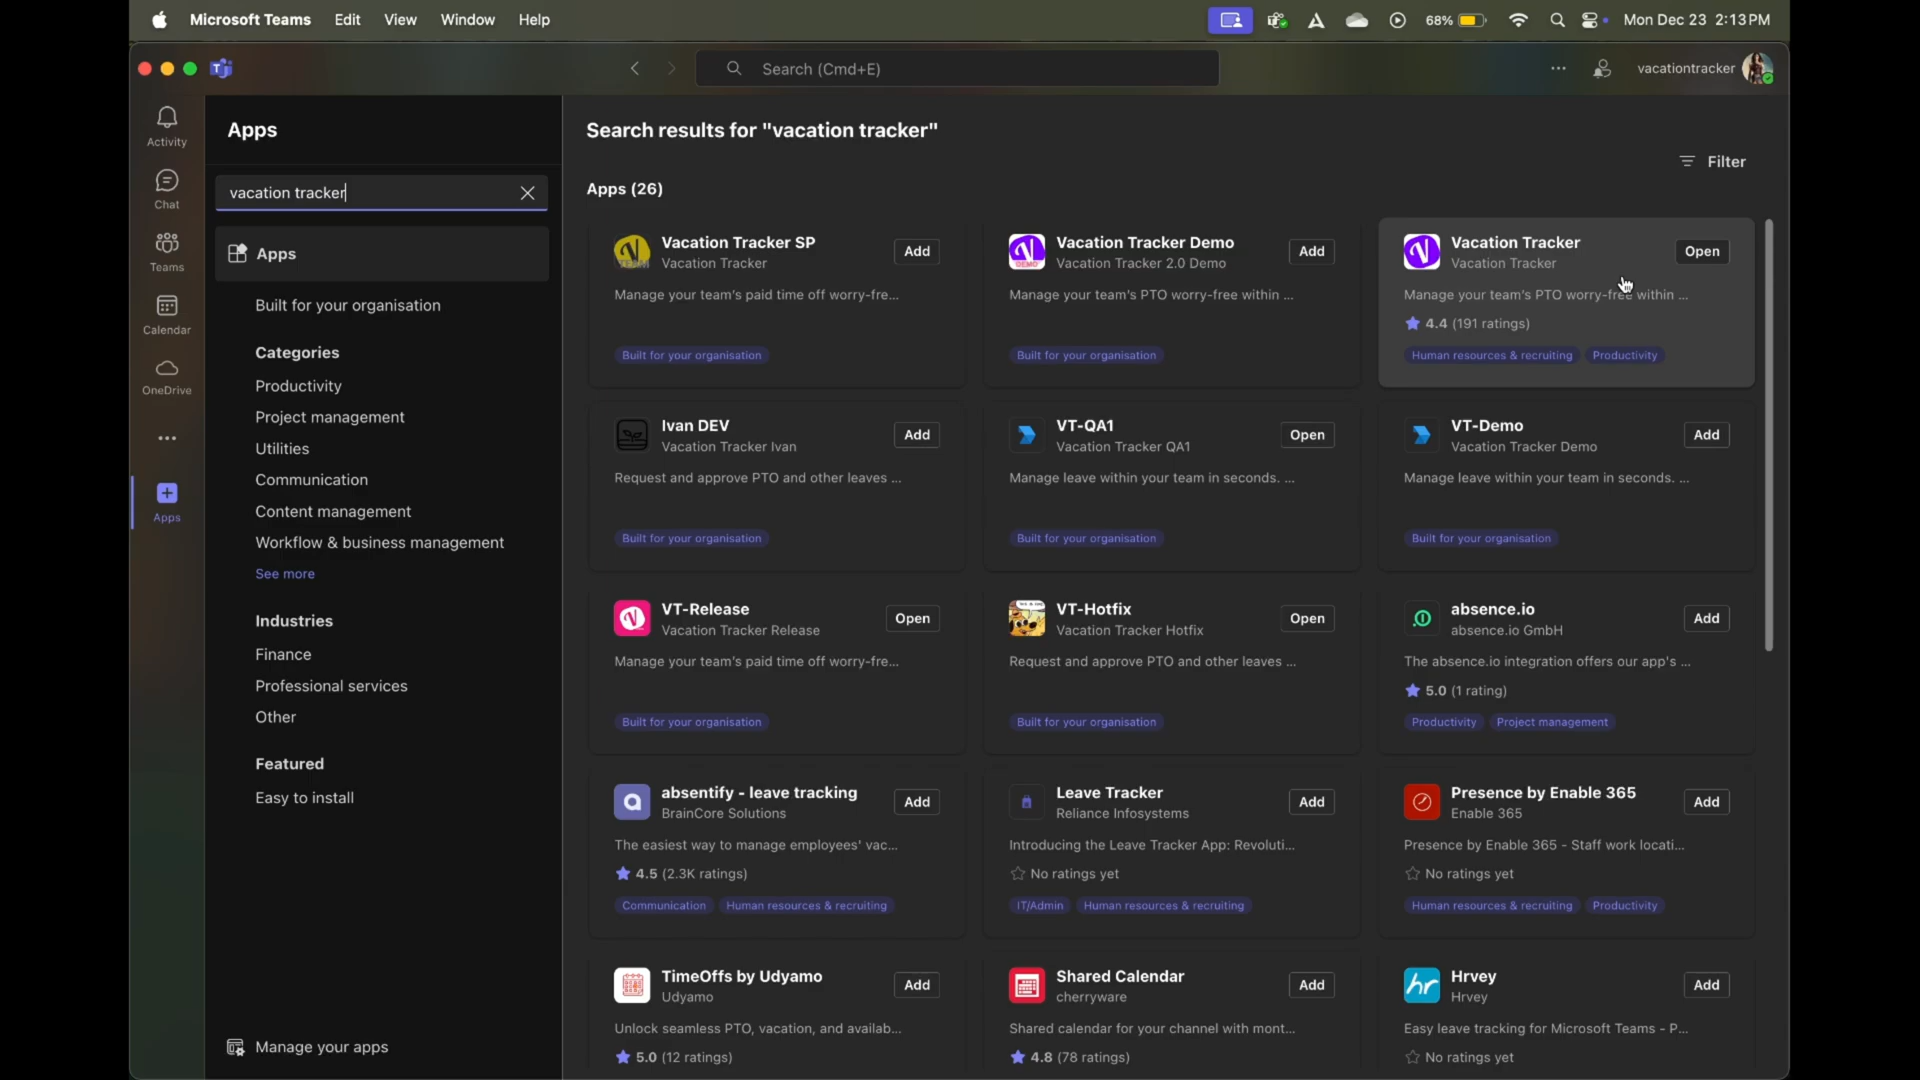 Microsoft Teams Edit View Window Help
68% Mon Dec 23 2:13 PM
Search (Cmd+E)
vacationtracker
Activity
Chat
Teams
Calendar
OneDrive
Apps
Apps
vacation tracker
Apps
Built for your organisation
Categories
Productivity
Project management
Utilities
Communication
Content management
Workflow & business management
See more
Industries
Finance
Professional services
Other
Featured
Easy to install
Manage your apps
Search results for "vacation tracker"
Filter
Apps (26)
Vacation Tracker SP
Vacation Tracker
Add
Manage your team's paid time off worry-fre...
Built for your organisation
DEMO
Vacation Tracker Demo
Vacation Tracker 2.0 Demo
Add
Manage your team's PTO worry-free within ...
Built for your organisation
Vacation Tracker
Vacation Tracker
Open
Manage your team's PTO worry-free within ...
4.4 (191 ratings)
Human resources & recruiting Productivity
Ivan DEV
Vacation Tracker Ivan
Add
Request and approve PTO and other leaves ...
Built for your organisation
VT-QA1
Vacation Tracker QA1
Open
Manage leave within your team in seconds. ...
Built for your organisation
VT-Demo
Vacation Tracker Demo
Add
Manage leave within your team in seconds. ...
Built for your organisation
VT-Release
Vacation Tracker Release
Open
Manage your team's paid time off worry-fre...
Built for your organisation
VT-Hotfix
Vacation Tracker Hotfix
Open
Request and approve PTO and other leaves ...
Built for your organisation
absence.io
absence.io GmbH
Add
The absence.io integration offers our app's ...
5.0 (1 rating)
Productivity Project management
absentify - leave tracking
BrainCore Solutions
Add
The easiest way to manage employees' vac...
4.5 (2.3K ratings)
Communication Human resources & recruiting
Leave Tracker
Reliance Infosystems
Add
Introducing the Leave Tracker App: Revoluti...
No ratings yet
IT/Admin Human resources & recruiting
Presence by Enable 365
Enable 365
Add
Presence by Enable 365 - Staff work locati...
No ratings yet
Human resources & recruiting Productivity
TimeOffs by Udyamo
Udyamo
Add
Unlock seamless PTO, vacation, and availab...
5.0 (12 ratings)
Shared Calendar
cherryware
Add
Shared calendar for your channel with mont...
4.8 (78 ratings)
hr
Hrvey
Hrvey
Add
Easy leave tracking for Microsoft Teams - P...
No ratings yet